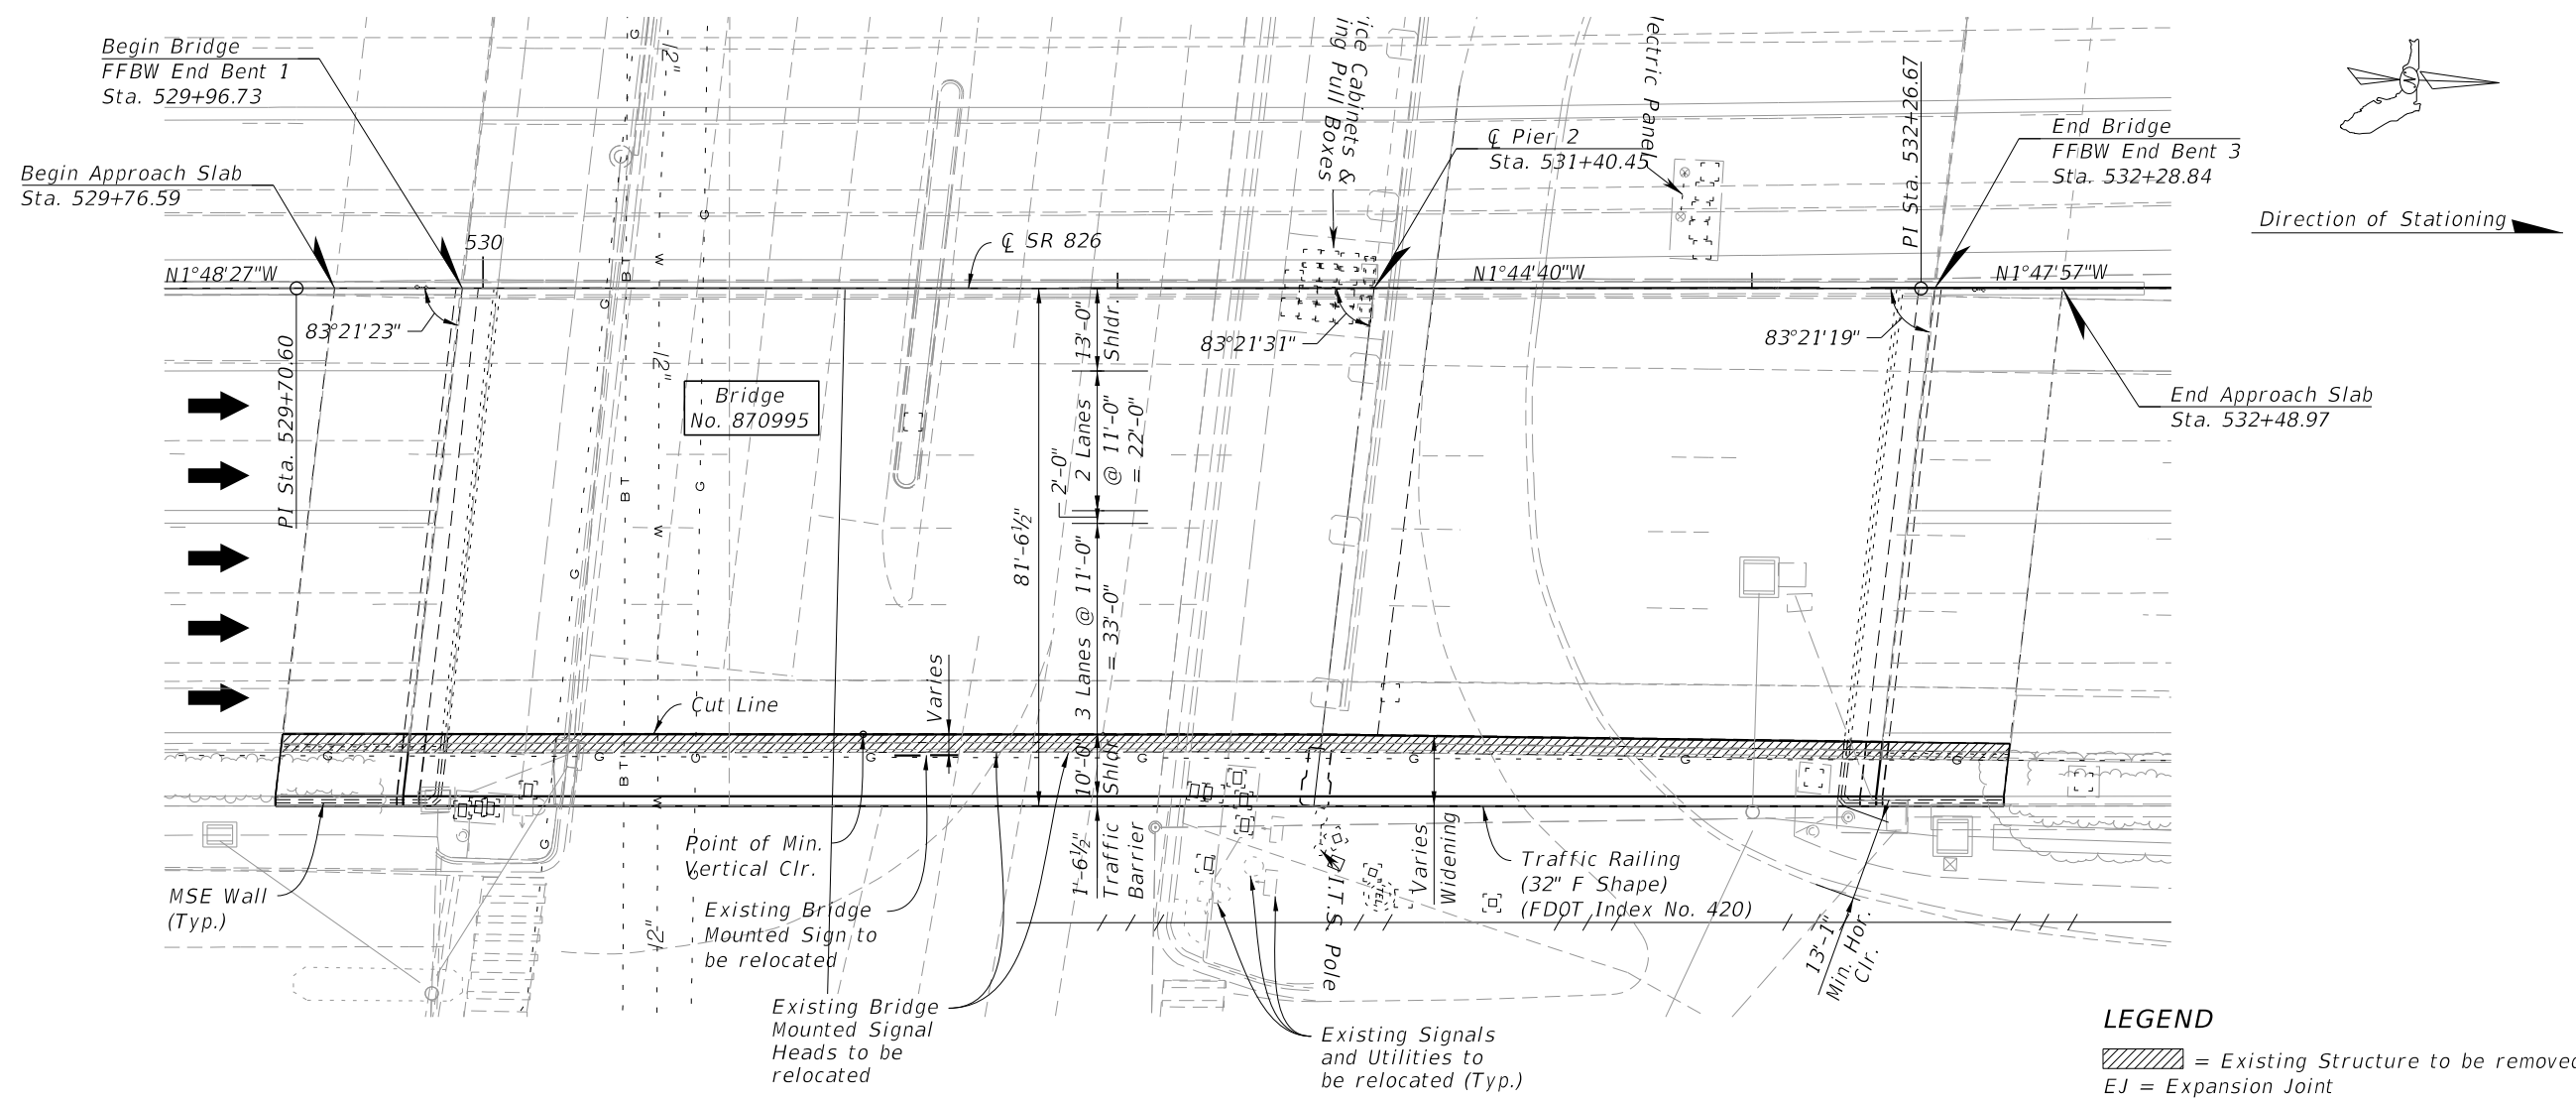 Begin Bridge
FFBW End Bent 1
Sta. 529+96.73
Begin Approach Slab
Sta. 529+76.59
530
N1°48'27"W
83°21'23"
PI Sta. 529+70.60
12"
12"
12"
G
BT
W
G
BT
W
G
G
BT
W
G
Bridge
No. 870995
℄ SR 826
ice Cabinets &
ing Pull Boxes
lectric Panel
℄ Pier 2
Sta. 531+40.45
N1°44'40"W
83°21'31"
PI Sta. 532+26.67
End Bridge
FFBW End Bent 3
Sta. 532+28.84
N1°47'57"W
83°21'19"
End Approach Slab
Sta. 532+48.97
N
Direction of Stationing
81'-6½"
13'-0"
Shldr.
2 Lanes
@ 11'-0"
= 22'-0"
2'-0"
3 Lanes @ 11'-0"
= 33'-0"
10'-0"
Shldr.
1'-6½"
Traffic
Barrier
Varies
Cut Line
G
G
G
G
G
G
G
G
MSE Wall
(Typ.)
Point of Min.
Vertical Clr.
Existing Bridge
Mounted Sign to
be relocated
Existing Bridge
Mounted Signal
Heads to be
relocated
I.T.S. Pole
TEL
Existing Signals
and Utilities to
be relocated (Typ.)
Varies
Widening
Traffic Railing
(32" F Shape)
(FDOT Index No. 420)
13'-1"
Min. Hor.
Clr.
LEGEND
= Existing Structure to be removed
EJ = Expansion Joint